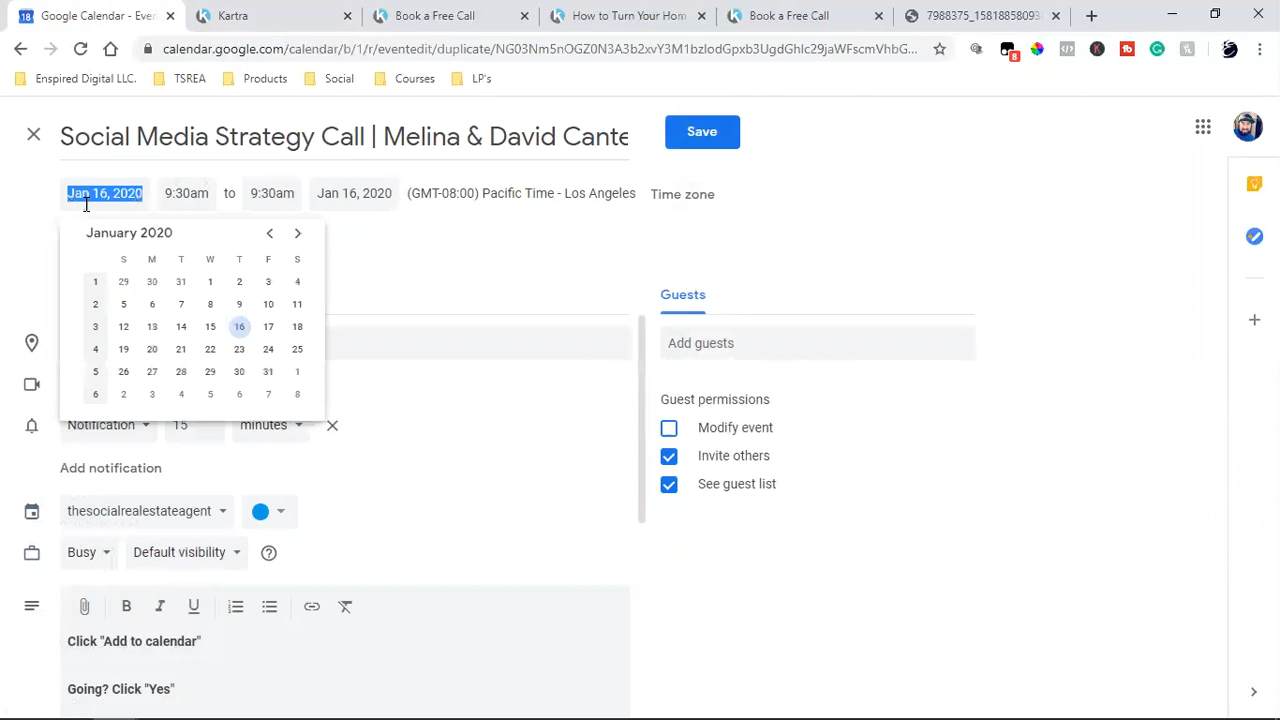 Google Calendar - Ever
Kartra
Book a Free Call
How to Turn Your Hom
Book a Free Call
7988375_1581885809
calendar.google.com/calendar/b/1/r/eventedit/duplicate/
8
Enspired Digital LLC.
TSREA
Products
Social
Courses
LP's
Social Media Strategy Call | Melina & David Cante
Save
Jan 16, 2020
9:30am
to
9:30am
Jan 16, 2020
(GMT-08:00) Pacific Time - Los Angeles
Time zone
January 2020
S M T W T F S
1 29 30 31 1 2 3 4
2 5 6 7 8 9 10 11
3 12 13 14 15 16 17 18
4 19 20 21 22 23 24 25
5 26 27 28 29 30 31 1
6 2 3 4 5 6 7 8
Guests
Add guests
Guest permissions
Modify event
Invite others
See guest list
Notification
15
minutes
Add notification
thesocialrealestateagent
Busy
Default visibility
B I U
Click "Add to calendar"
Going? Click "Yes"